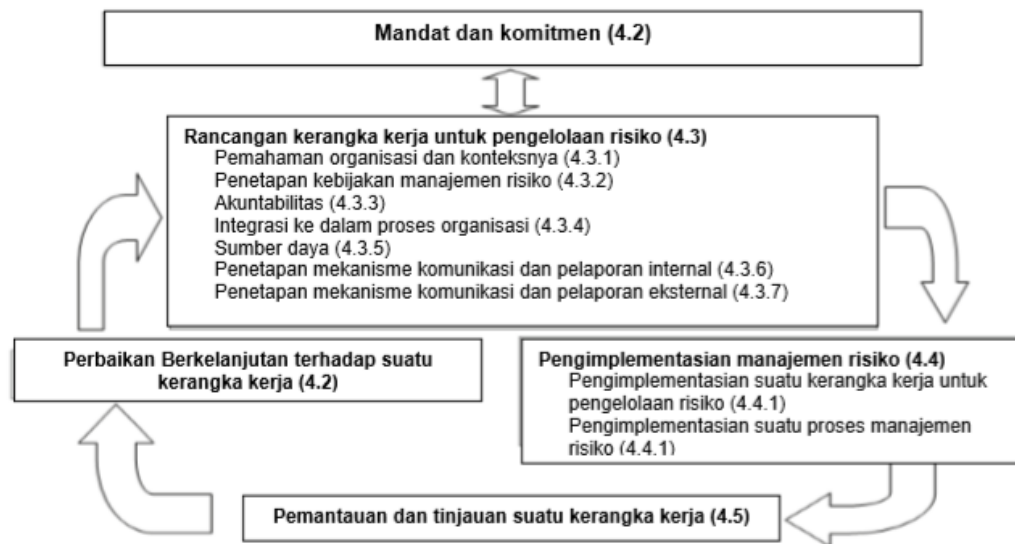 Mandat dan komitmen (4.2)
Rancangan kerangka kerja untuk pengelolaan risiko (4.3)
Pemahaman organisasi dan konteksnya (4.3.1)
Penetapan kebijakan manajemen risiko (4.3.2)
Akuntabilitas (4.3.3)
Integrasi ke dalam proses organisasi (4.3.4)
Sumber daya (4.3.5)
Penetapan mekanisme komunikasi dan pelaporan internal (4.3.6)
Penetapan mekanisme komunikasi dan pelaporan eksternal (4.3.7)
Perbaikan Berkelanjutan terhadap suatu
kerangka kerja (4.2)
Pengimplementasian manajemen risiko (4.4)
Pengimplementasian suatu kerangka kerja untuk
pengelolaan risiko (4.4.1)
Pengimplementasian suatu proses manajemen
risiko (4.4.1)
Pemantauan dan tinjauan suatu kerangka kerja (4.5)